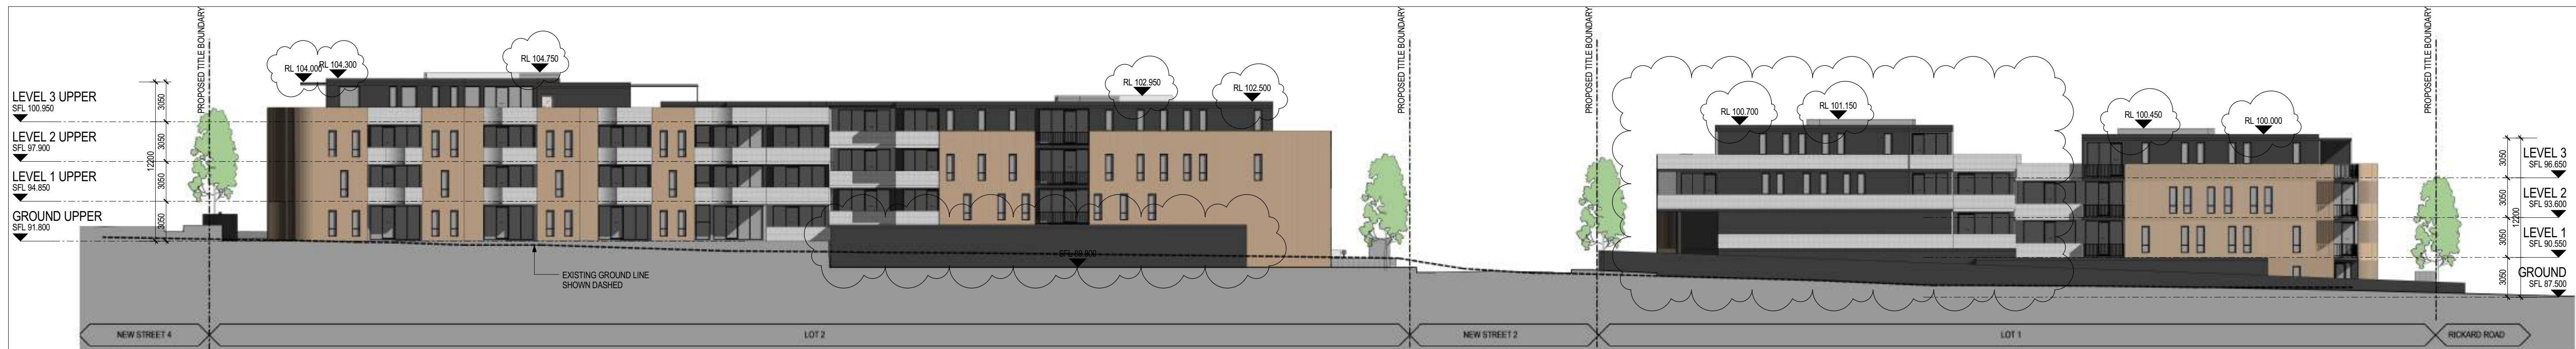 PROPOSED TITLE BOUNDARY
PROPOSED TITLE BOUNDARY
PROPOSED TITLE BOUNDARY
PROPOSED TITLE BOUNDARY
RL 104.000
RL 104.300
RL 104.750
RL 102.950
RL 102.500
RL 100.700
RL 101.150
RL 100.450
RL 100.000
LEVEL 3 UPPER
SFL 100.950
LEVEL 2 UPPER
SFL 97.900
LEVEL 1 UPPER
SFL 94.850
GROUND UPPER
SFL 91.800
3050
3050
3050
3050
12200
SFL 89.800
EXISTING GROUND LINE
SHOWN DASHED
3050
3050
3050
3050
12200
LEVEL 3
SFL 96.650
LEVEL 2
SFL 93.600
LEVEL 1
SFL 90.550
GROUND
SFL 87.500
NEW STREET 4
LOT 2
NEW STREET 2
LOT 1
RICKARD ROAD